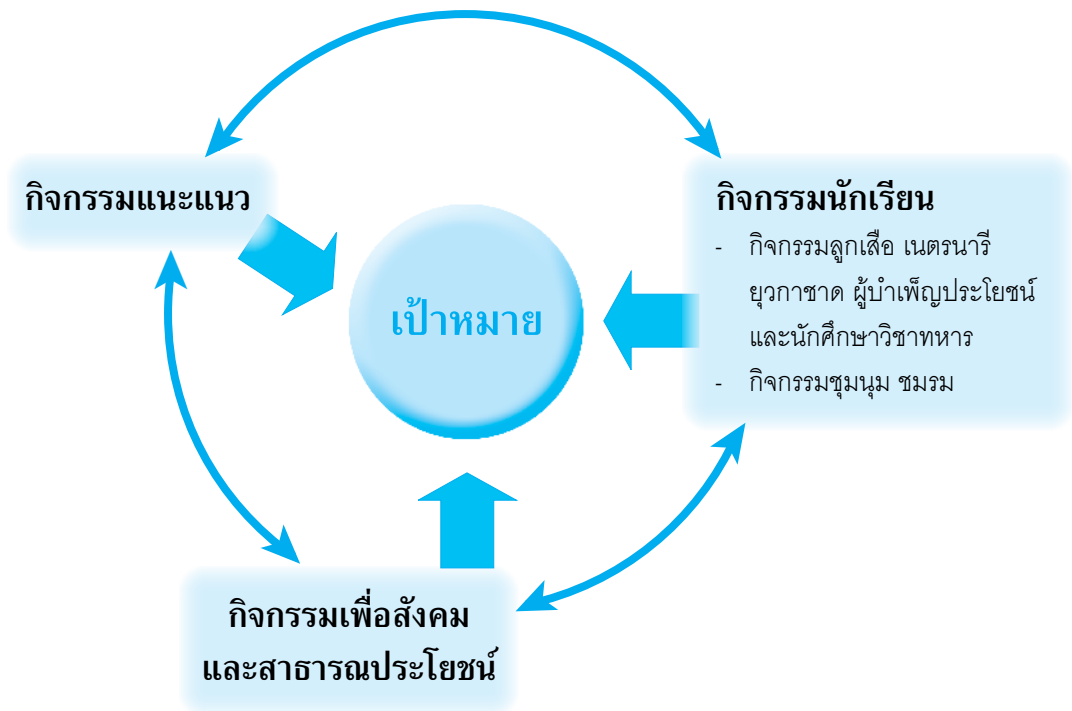 กิจกรรมแนะแนว
กิจกรรมนักเรียน
- กิจกรรมลูกเสือ เนตรนารี
ยุวกาชาด ผู้บำเพ็ญประโยชน์
และนักศึกษาวิชาทหาร
- กิจกรรมชุมนุม ชมรม
เป้าหมาย
กิจกรรมเพื่อสังคม
และสาธารณประโยชน์